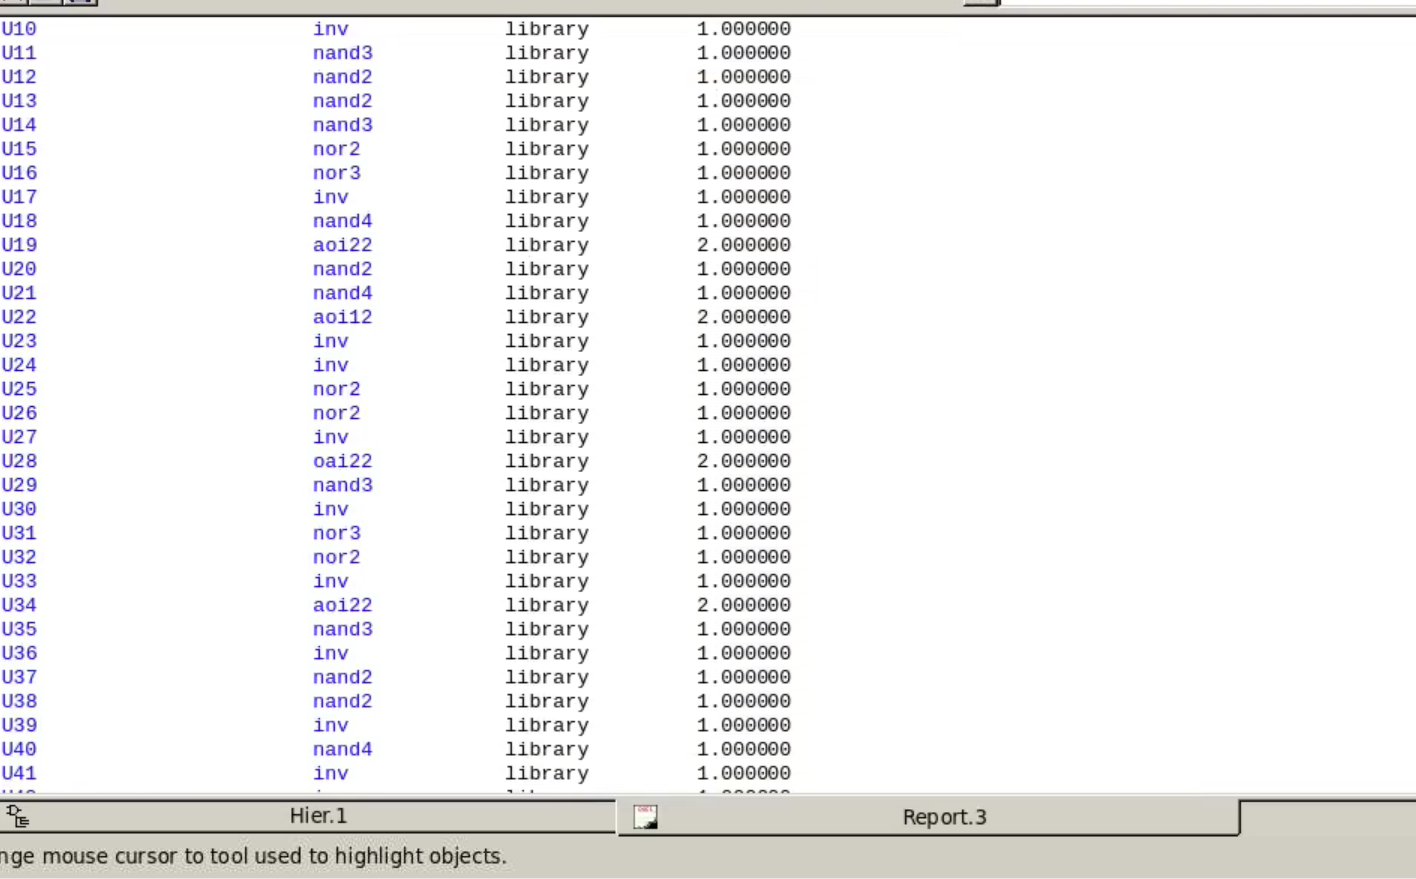 U10 inv library 1.000000
U11 nand3 library 1.000000
U12 nand2 library 1.000000
U13 nand2 library 1.000000
U14 nand3 library 1.000000
U15 nor2 library 1.000000
U16 nor3 library 1.000000
U17 inv library 1.000000
U18 nand4 library 1.000000
U19 aoi22 library 2.000000
U20 nand2 library 1.000000
U21 nand4 library 1.000000
U22 aoi12 library 2.000000
U23 inv library 1.000000
U24 inv library 1.000000
U25 nor2 library 1.000000
U26 nor2 library 1.000000
U27 inv library 1.000000
U28 oai22 library 2.000000
U29 nand3 library 1.000000
U30 inv library 1.000000
U31 nor3 library 1.000000
U32 nor2 library 1.000000
U33 inv library 1.000000
U34 aoi22 library 2.000000
U35 nand3 library 1.000000
U36 inv library 1.000000
U37 nand2 library 1.000000
U38 nand2 library 1.000000
U39 inv library 1.000000
U40 nand4 library 1.000000
U41 inv library 1.000000
Hier.1 Report.3
nge mouse cursor to tool used to highlight objects.